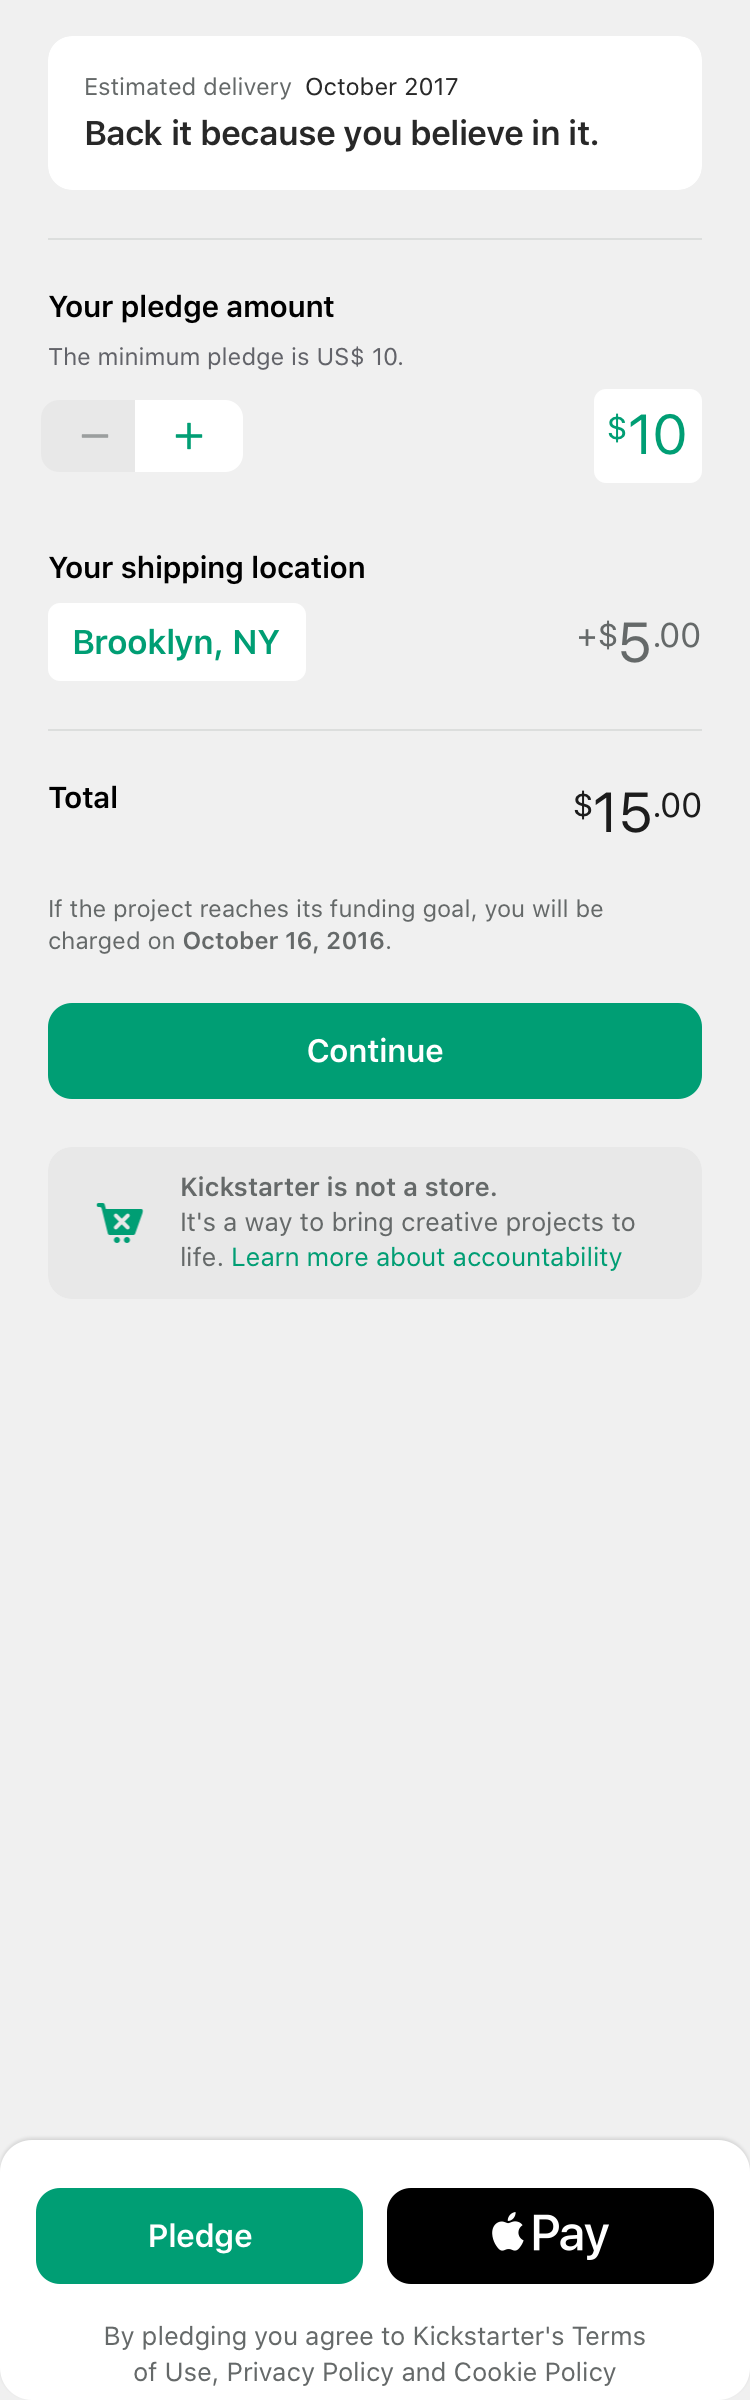 Estimated delivery October 2017
Back it because you believe in it.
Your pledge amount
The minimum pledge is US$ 10.
− +
$10
Your shipping location
Brooklyn, NY
+$5.00
Total
$15.00
If the project reaches its funding goal, you will be
charged on October 16, 2016.
Continue
Kickstarter is not a store.
It's a way to bring creative projects to
life. Learn more about accountability
Pledge
Pay
By pledging you agree to Kickstarter's Terms
of Use, Privacy Policy and Cookie Policy